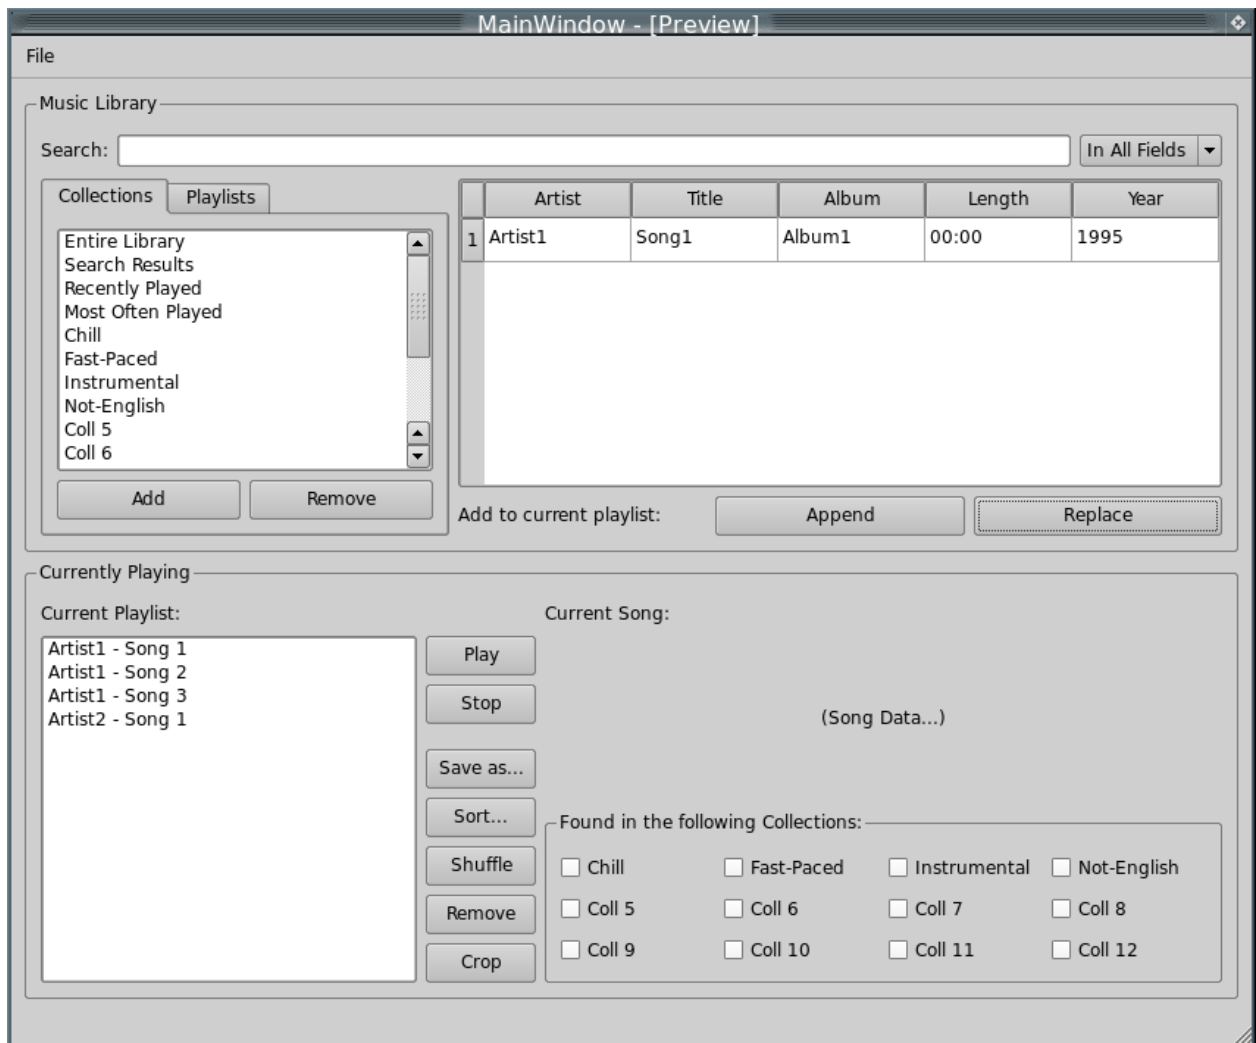 MainWindow - [Preview]
File
Music Library
Search:
In All Fields
Collections
Playlists
Entire Library
Search Results
Recently Played
Most Often Played
Chill
Fast-Paced
Instrumental
Not-English
Coll 5
Coll 6
Add
Remove
Artist Title Album Length Year
1 Artist1 Song1 Album1 00:00 1995
Add to current playlist:
Append
Replace
Currently Playing
Current Playlist:
Artist1 - Song 1
Artist1 - Song 2
Artist1 - Song 3
Artist2 - Song 1
Play
Stop
Save as...
Sort...
Shuffle
Remove
Crop
Current Song:
(Song Data...)
Found in the following Collections:
Chill Fast-Paced Instrumental Not-English
Coll 5 Coll 6 Coll 7 Coll 8
Coll 9 Coll 10 Coll 11 Coll 12